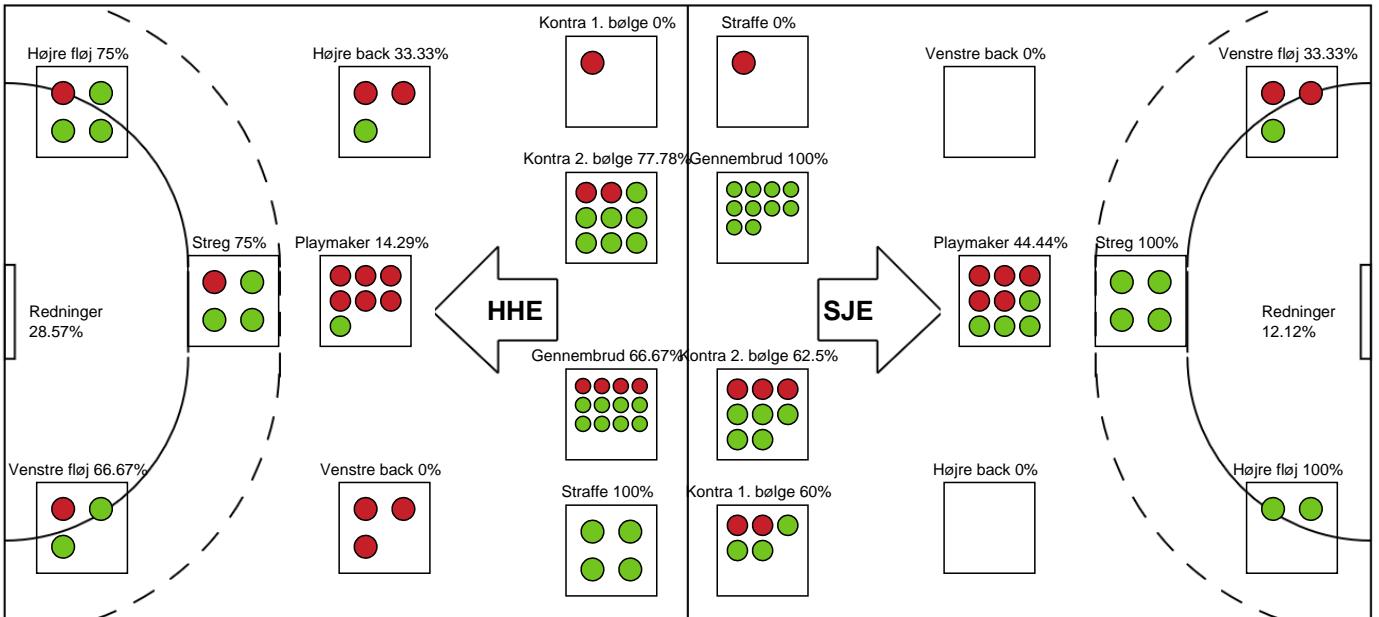 Kontra 1. bølge 0%
Straffe 0%
Højre fløj 75%
Højre back 33.33%
Venstre back 0%
Venstre fløj 33.33%
Kontra 2. bølge 77.78%
Gennembrud 100%
Streg 75%
Playmaker 14.29%
Playmaker 44.44%
Streg 100%
Redninger
28.57%
HHE
SJE
Redninger
12.12%
Gennembrud 66.67%
Kontra 2. bølge 62.5%
Venstre fløj 66.67%
Venstre back 0%
Straffe 100%
Kontra 1. bølge 60%
Højre back 0%
Højre fløj 100%